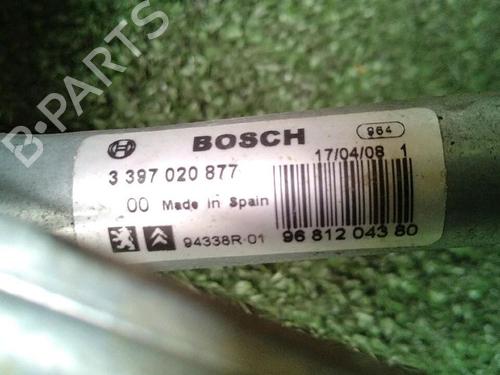 B-PARTS
BOSCH
964
17/04/08 1
3 397 020 877
00 Made in Spain
94338R-01
96 812 043 80